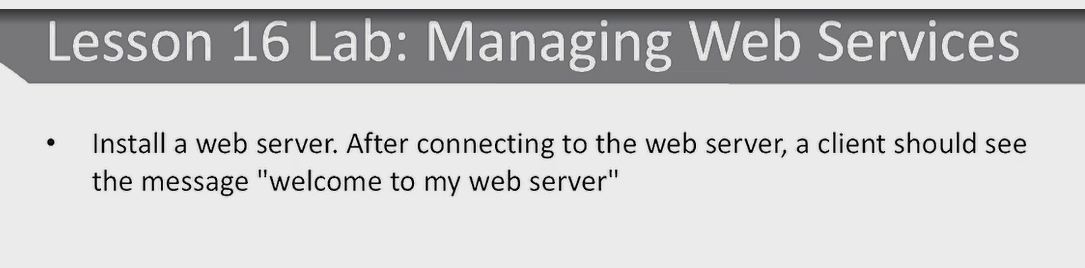 Lesson 16 Lab: Managing Web Services
• Install a web server. After connecting to the web server, a client should see
the message "welcome to my web server"